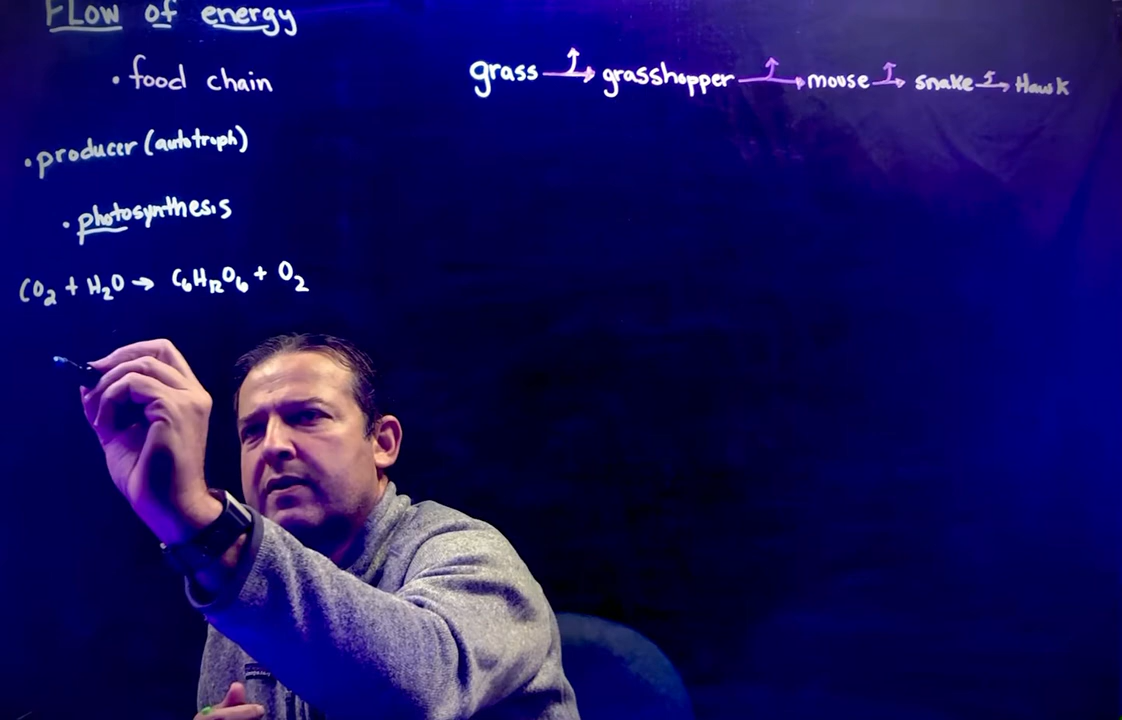 FLow of energy
• food chain
grass → grasshopper → mouse → snake → Hawk
• producer (autotroph)
• photosynthesis
CO₂ + H₂O → C₆H₁₂O₆ + O₂